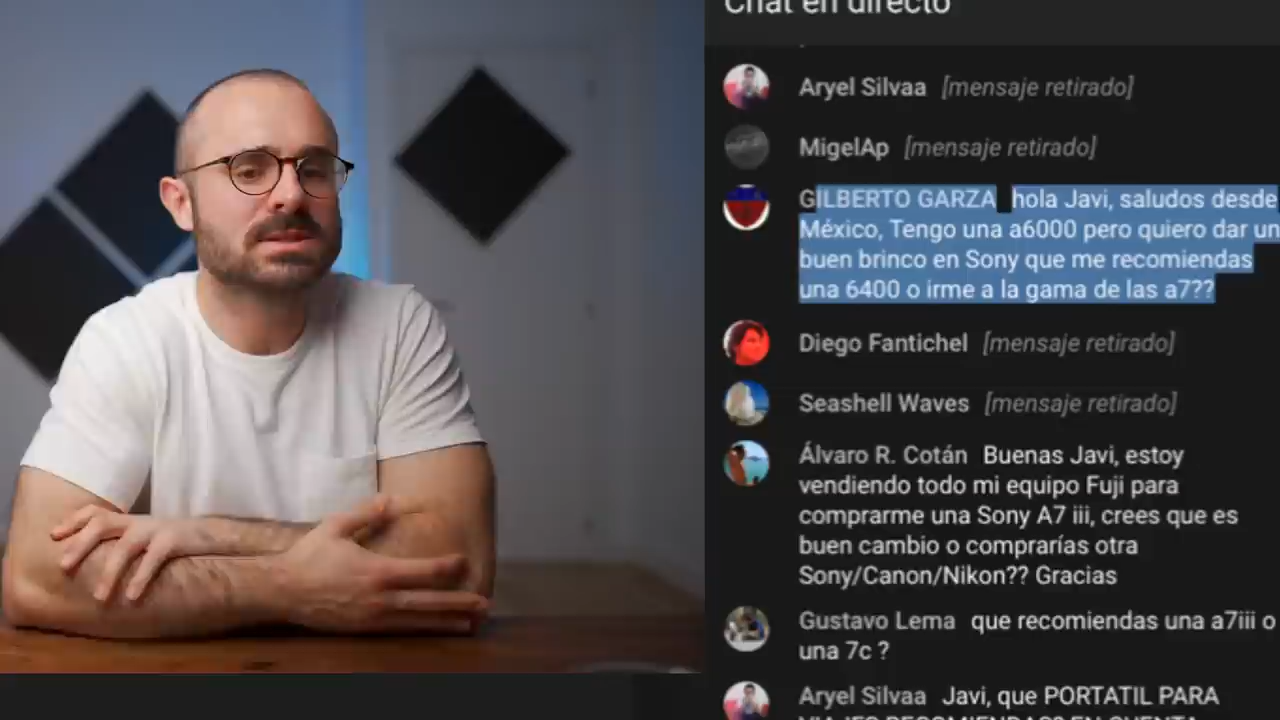 Chat en directo
Aryel Silvaa [mensaje retirado]
MigelAp [mensaje retirado]
GILBERTO GARZA hola Javi, saludos desde
México, Tengo una a6000 pero quiero dar un
buen brinco en Sony que me recomiendas
una 6400 o irme a la gama de las a7??
Diego Fantichel [mensaje retirado]
Seashell Waves [mensaje retirado]
Álvaro R. Cotán Buenas Javi, estoy
vendiendo todo mi equipo Fuji para
comprarme una Sony A7 iii, crees que es
buen cambio o comprarías otra
Sony/Canon/Nikon?? Gracias
Gustavo Lema que recomiendas una a7iii o
una 7c ?
Aryel Silvaa Javi, que PORTATIL PARA